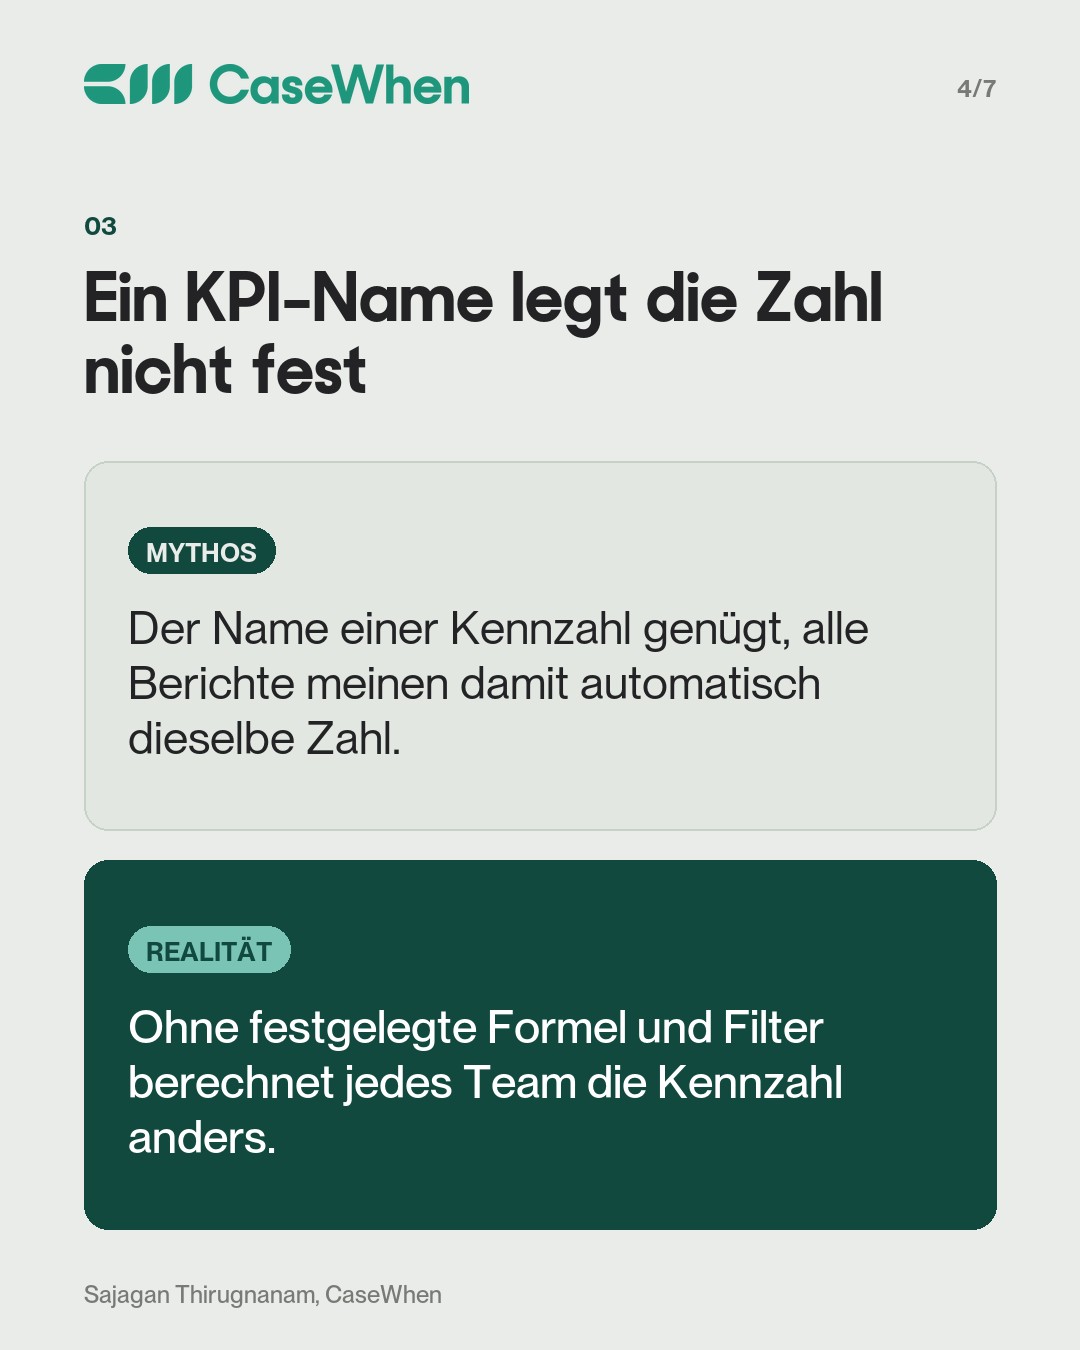 CaseWhen
4/7
03
Ein KPI-Name legt die Zahl
nicht fest
MYTHOS
Der Name einer Kennzahl genügt, alle
Berichte meinen damit automatisch
dieselbe Zahl.
REALITÄT
Ohne festgelegte Formel und Filter
berechnet jedes Team die Kennzahl
anders.
Sajagan Thirugnanam, CaseWhen